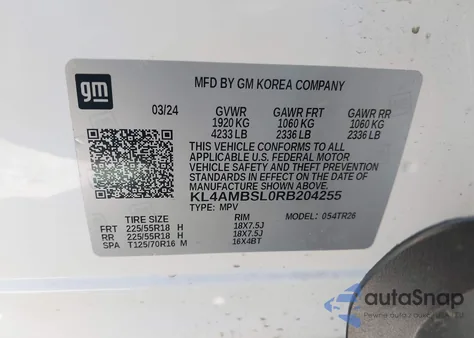 gm
MFD BY GM KOREA COMPANY
03/24 GVWR GAWR FRT GAWR RR
1920 KG 1060 KG 1060 KG
4233 LB 2336 LB 2336 LB
THIS VEHICLE CONFORMS TO ALL
APPLICABLE U.S. FEDERAL MOTOR
VEHICLE SAFETY AND THEFT PREVENTION
STANDARDS IN EFFECT ON THE DATE OF
MANUFACTURE SHOWN ABOVE.
KL4AMBSL0RB204255
TYPE: MPV
TIRE SIZE RIM MODEL: 054TR26
FRT 225/55R18 H 18X7.5J
RR 225/55R18 H 18X7.5J
SPA T125/70R16 M 16X4BT
autoSnap